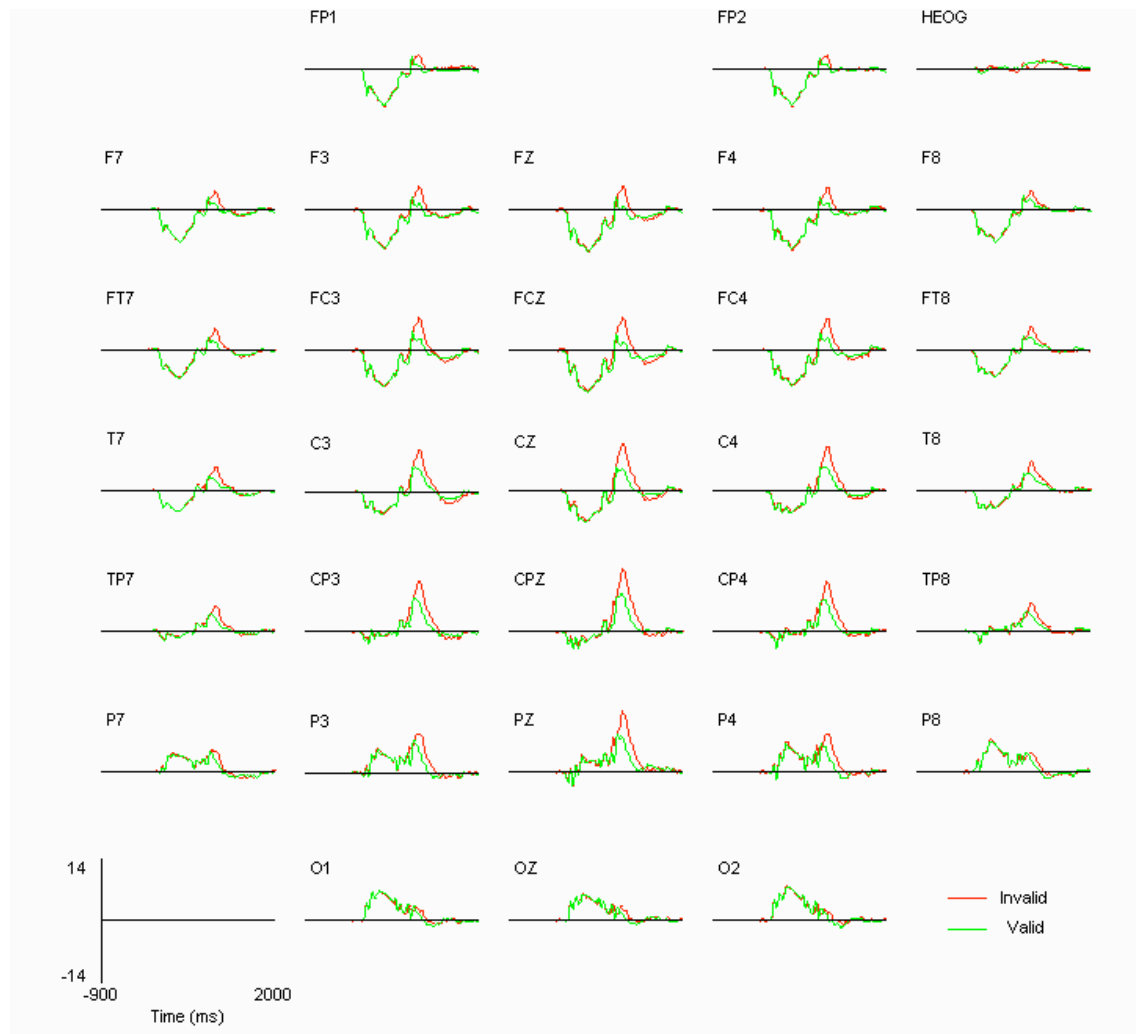 FP1 FP2 HEOG
F7 F3 FZ F4 F8
FT7 FC3 FCZ FC4 FT8
T7 C3 CZ C4 T8
TP7 CP3 CPZ CP4 TP8
P7 P3 PZ P4 P8
14 O1 OZ O2
Invalid
Valid
-14
-900 2000
Time (ms)